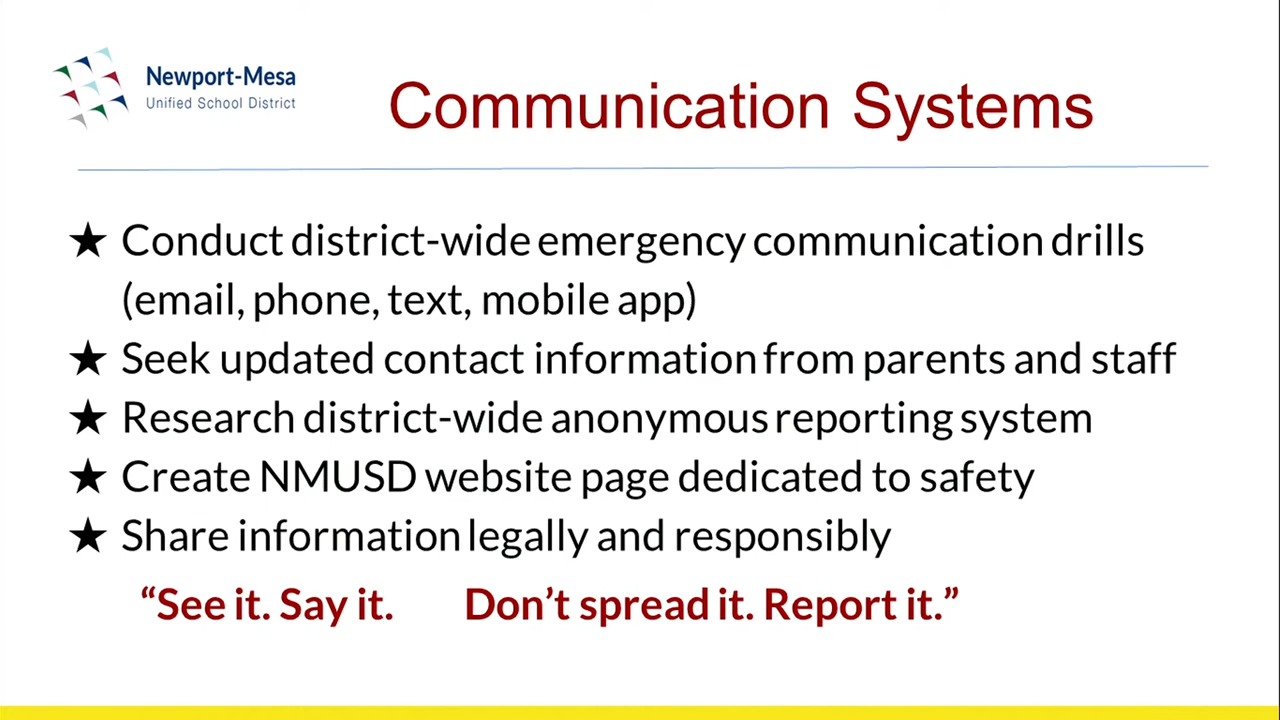 Newport-Mesa
Unified School District
Communication Systems
★ Conduct district-wide emergency communication drills
(email, phone, text, mobile app)
★ Seek updated contact information from parents and staff
★ Research district-wide anonymous reporting system
★ Create NMUSD website page dedicated to safety
★ Share information legally and responsibly
“See it. Say it. Don’t spread it. Report it.”